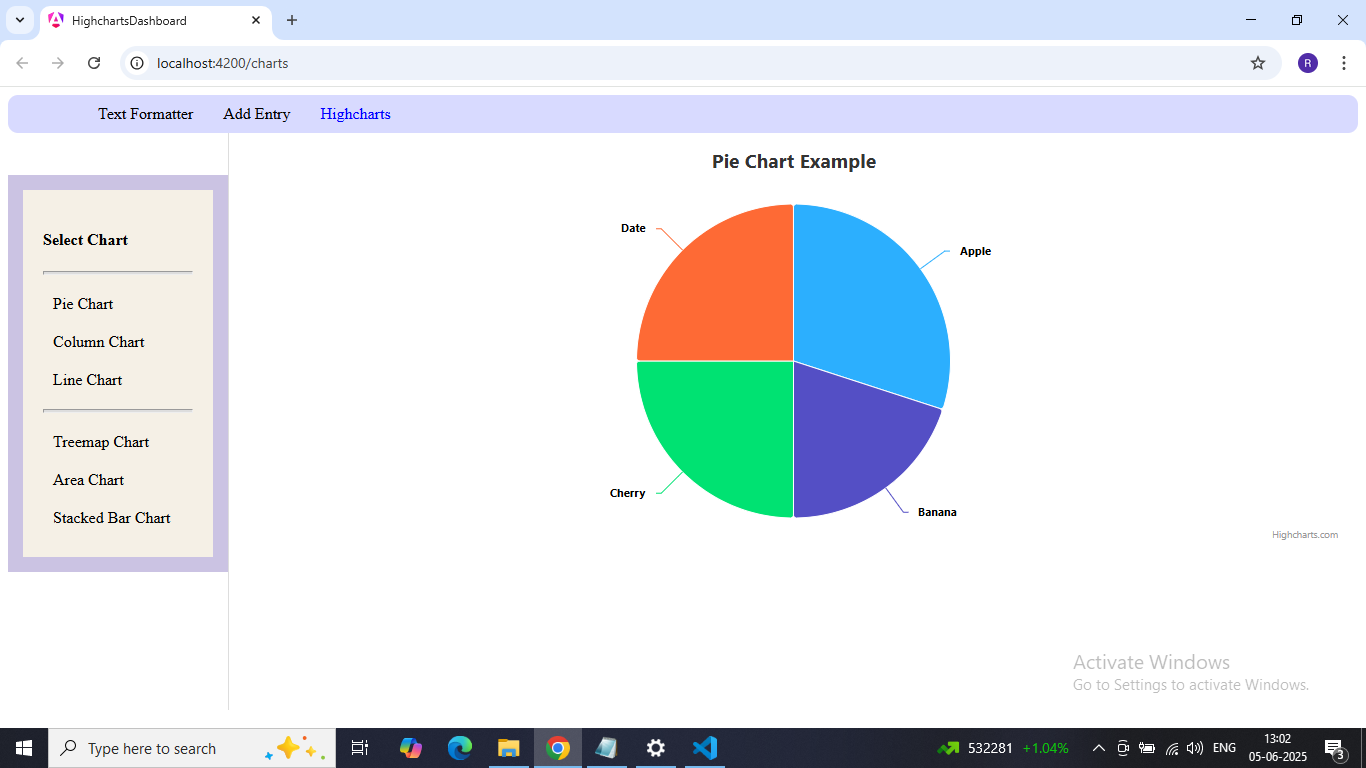 HighchartsDashboard
localhost:4200/charts
R
Text Formatter
Add Entry
Highcharts
Select Chart
Pie Chart
Column Chart
Line Chart
Treemap Chart
Area Chart
Stacked Bar Chart
Pie Chart Example
Date
Apple
Cherry
Banana
Highcharts.com
Activate Windows
Go to Settings to activate Windows.
Type here to search
532281 +1.04%
ENG
13:02
05-06-2025
3